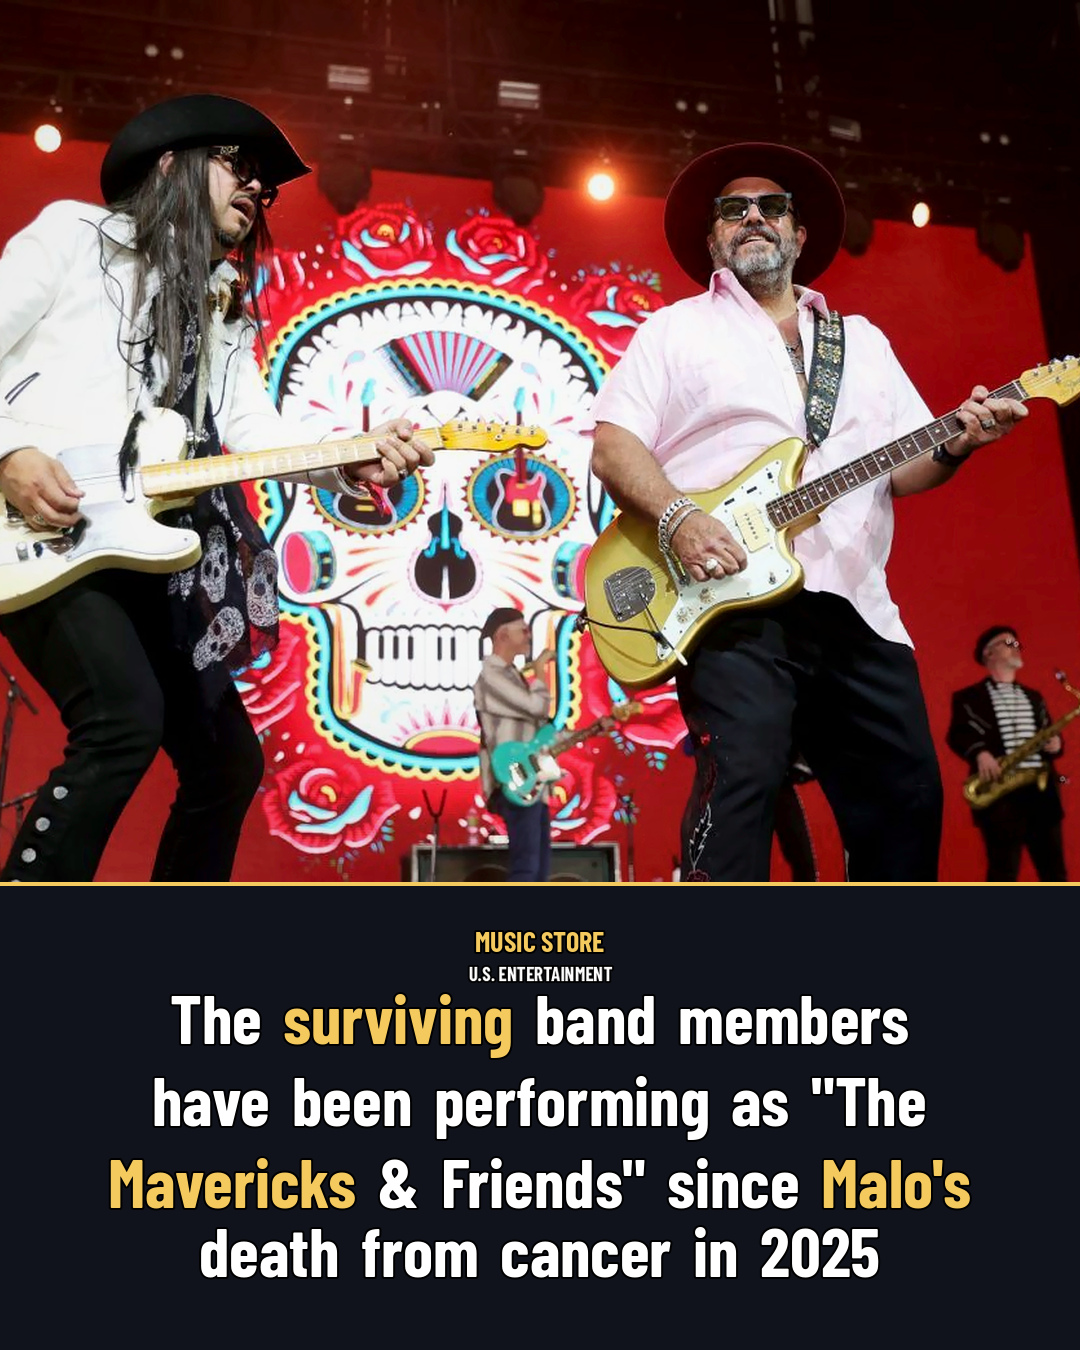 MUSIC STORE
U.S. ENTERTAINMENT
The surviving band members
have been performing as "The
Mavericks & Friends" since Malo's
death from cancer in 2025